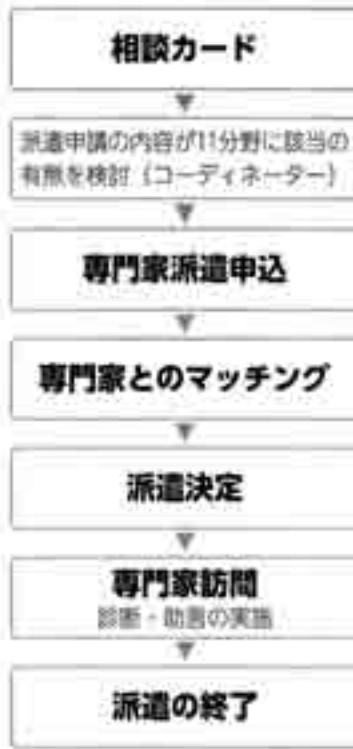 相談カード
派遣申請の内容が11分野に該当の
有無を検討（コーディネーター）
専門家派遣申込
専門家とのマッチング
派遣決定
専門家訪問
診断・助言の実施
派遣の終了